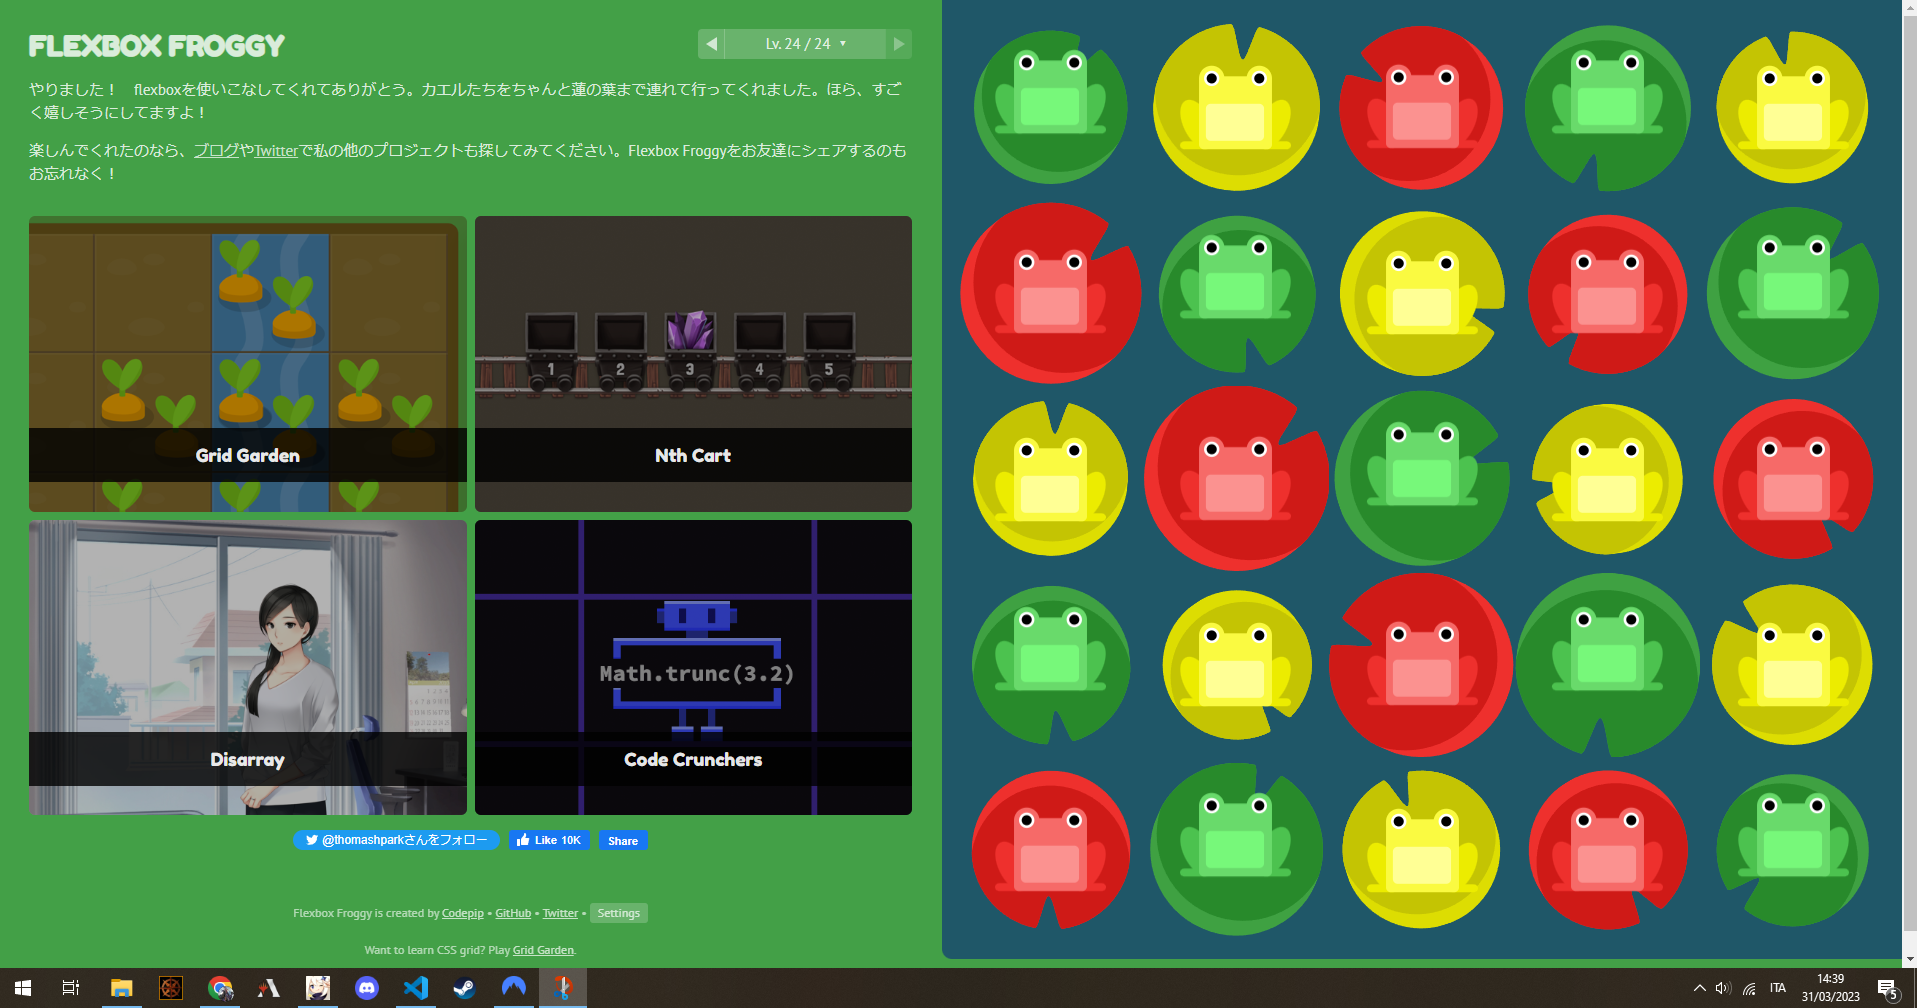 FLEXBOX FROGGY
Lv. 24 / 24
やりました！　flexboxを使いこなしてくれてありがとう。カエルたちをちゃんと蓮の葉まで連れて行ってくれました。ほら、すご
く嬉しそうにしてますよ！
楽しんでくれたのなら、ブログやTwitterで私の他のプロジェクトも探してみてください。Flexbox Froggyをお友達にシェアするのも
お忘れなく！
1 2 3 4 5
Grid Garden
Nth Cart
Math.trunc(3.2)
Disarray
Code Crunchers
@thomashparkさんをフォロー
Like 10K
Share
Flexbox Froggy is created by Codepip • GitHub • Twitter • Settings
Want to learn CSS grid? Play Grid Garden.
ITA
14:39
31/03/2023
5